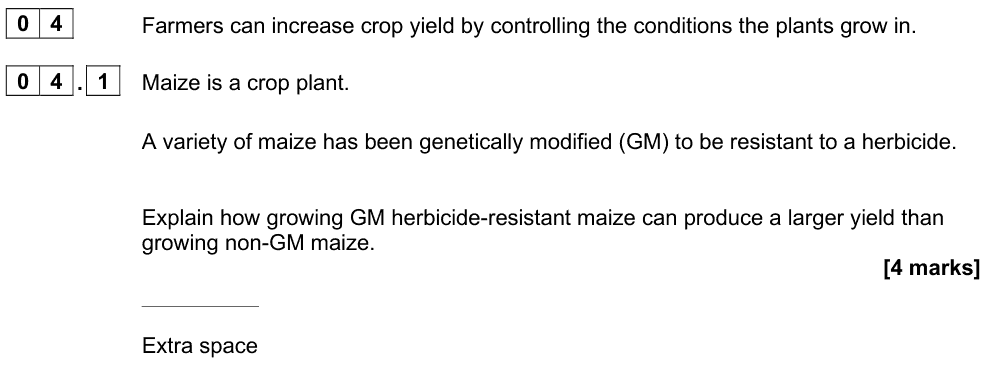 0 4 Farmers can increase crop yield by controlling the conditions the plants grow in.
0 4 . 1 Maize is a crop plant.
A variety of maize has been genetically modified (GM) to be resistant to a herbicide.
Explain how growing GM herbicide-resistant maize can produce a larger yield than
growing non-GM maize.
[4 marks]
Extra space